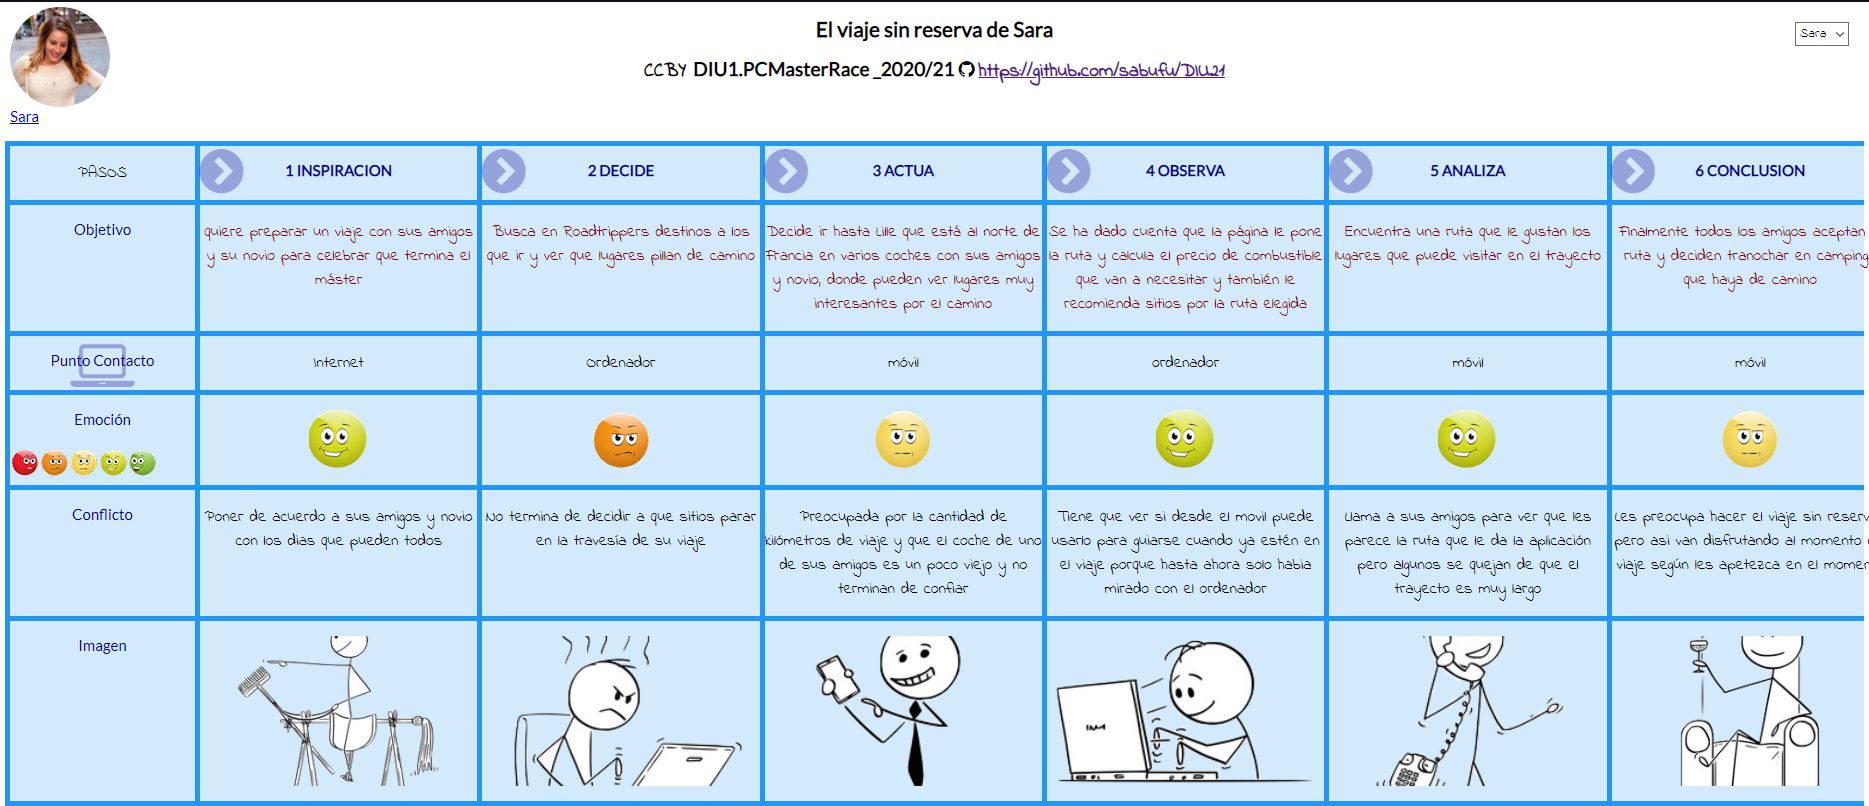 El viaje sin reserva de Sara
Sara
CCBY DIU1.PCMasterRace _2020/21 https://github.com/sabufu/DIU21
Sara
PASOS
1 INSPIRACION
2 DECIDE
3 ACTUA
4 OBSERVA
5 ANALIZA
6 CONCLUSION
Objetivo
quiere preparar un viaje con sus amigos
y su novio para celebrar que termina el
máster
Busca en Roadtrippers destinos a los
que ir y ver que lugares pillan de camino
Decide ir hasta Lille que está al norte de
Francia en varios coches con sus amigos
y novio, donde pueden ver lugares muy
interesantes por el camino
Se ha dado cuenta que la página le pone
la ruta y calcula el precio de combustible
que van a necesitar y también le
recomienda sitios por la ruta elegida
Encuentra una ruta que le gustan los
lugares que puede visitar en el trayecto
Finalmente todos los amigos aceptan
ruta y deciden tranochar en camping
que haya de camino
Punto Contacto
Internet
ordenador
móvil
ordenador
móvil
móvil
Emoción
Conflicto
Poner de acuerdo a sus amigos y novio
con los dias que pueden todos
No termina de decidir a que sitios parar
en la travesía de su viaje
Preocupada por la cantidad de
kilómetros de viaje y que el coche de uno
de sus amigos es un poco viejo y no
terminan de confiar
Tiene que ver si desde el movil puede
usarlo para guiarse cuando ya estén en
el viaje porque hasta ahora solo habia
mirado con el ordenador
Llama a sus amigos para ver que les
parece la ruta que le da la aplicación
pero algunos se quejan de que el
trayecto es muy largo
Les preocupa hacer el viaje sin reserv
pero asi van disfrutando al momento
viaje según les apetezca en el momen
Imagen